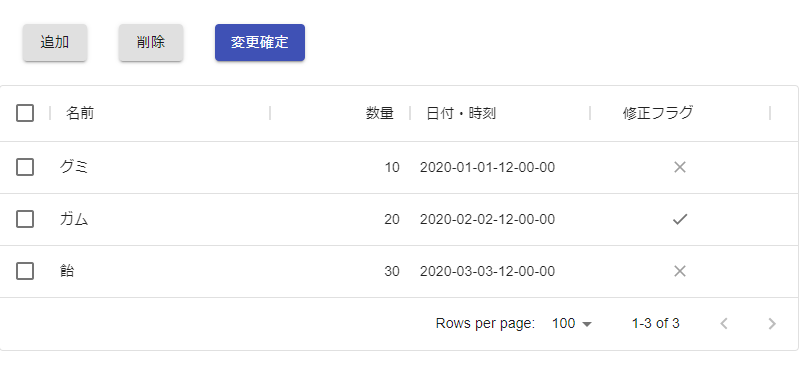 追加 削除 変更確定
名前 数量 日付・時刻 修正フラグ
グミ 10 2020-01-01-12-00-00
ガム 20 2020-02-02-12-00-00
飴 30 2020-03-03-12-00-00
Rows per page: 100 1-3 of 3